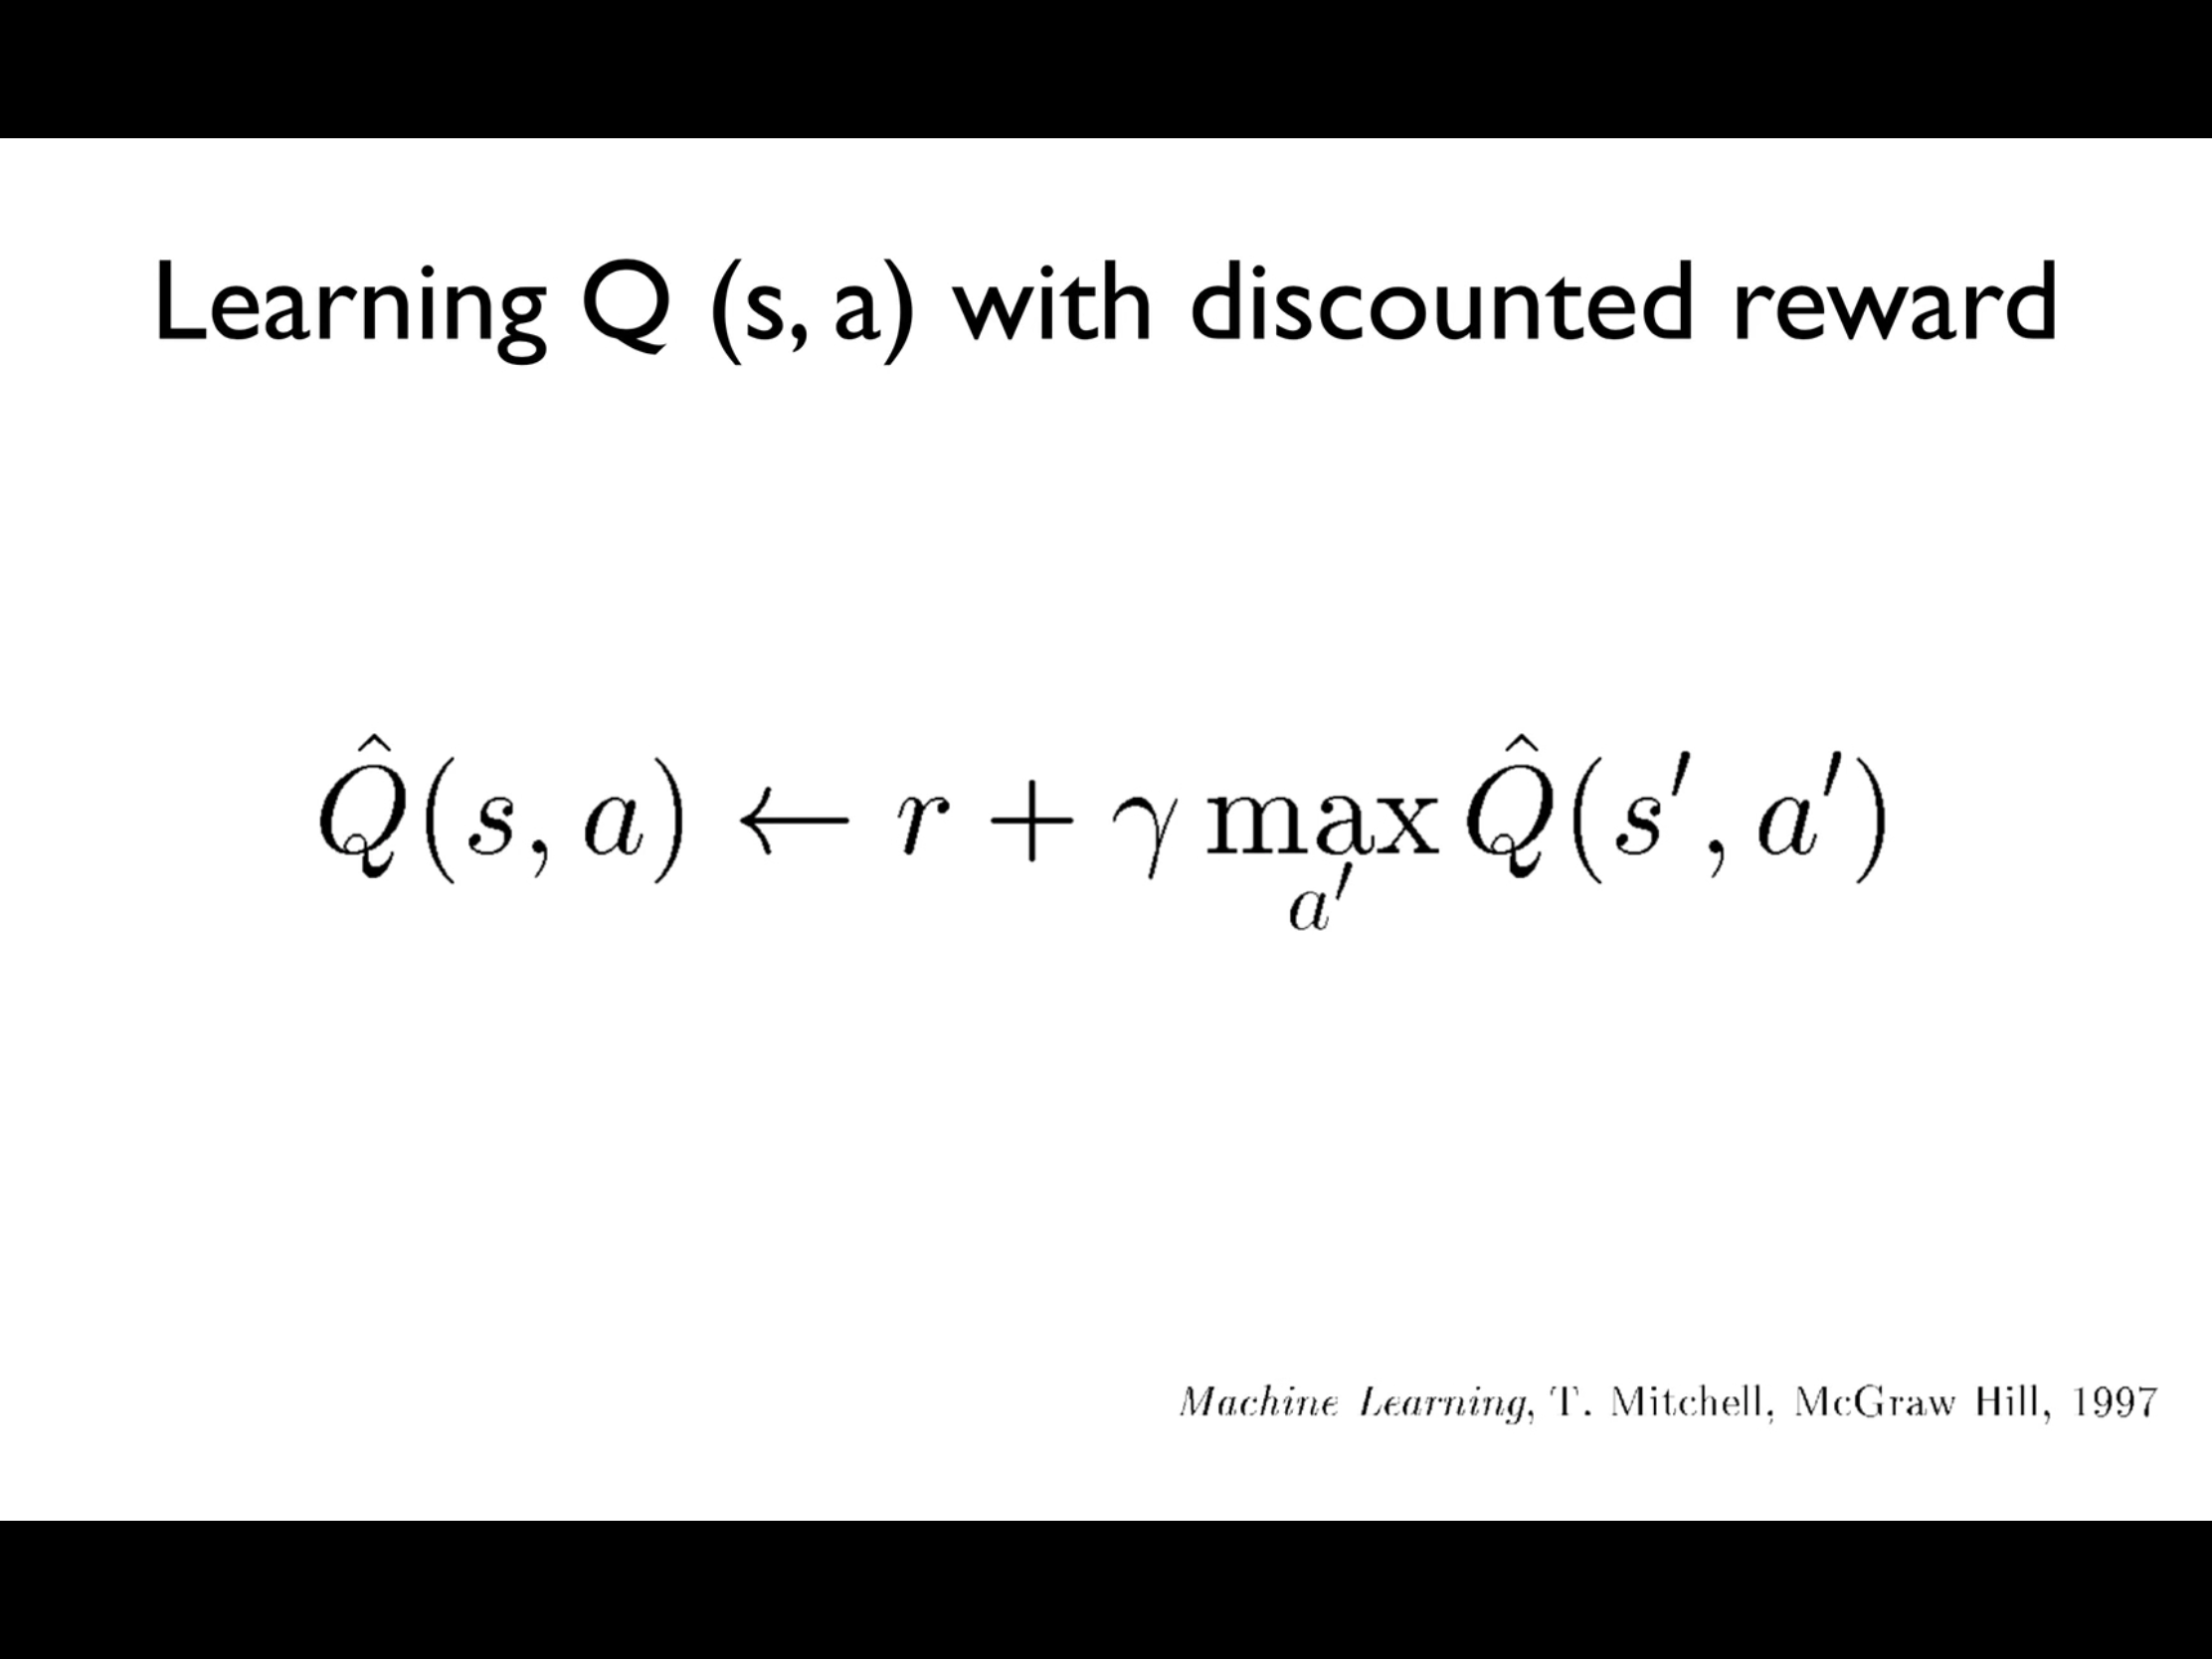 Learning Q (s, a) with discounted reward
$\hat{Q}(s, a) \leftarrow r + \gamma \max_{a'} \hat{Q}(s', a')$
Machine Learning, T. Mitchell, McGraw Hill, 1997